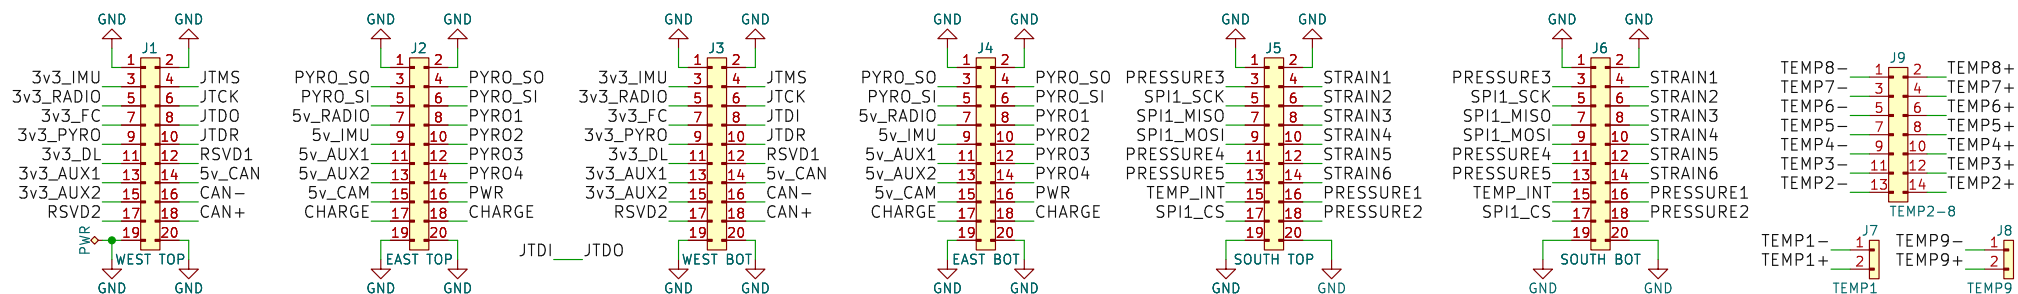 GND GND
J1
1 2
3v3_IMU 3 4 JTMS
3v3_RADIO 5 6 JTCK
3v3_FC 7 8 JTDO
3v3_PYRO 9 10 JTDR
3v3_DL 11 12 RSVD1
3v3_AUX1 13 14 5v_CAN
3v3_AUX2 15 16 CAN-
RSVD2 17 18 CAN+
PWR 19 20
WEST TOP
GND GND
GND GND
J2
1 2
PYRO_SO 3 4 PYRO_SO
PYRO_SI 5 6 PYRO_SI
5v_RADIO 7 8 PYRO1
5v_IMU 9 10 PYRO2
5v_AUX1 11 12 PYRO3
5v_AUX2 13 14 PYRO4
5v_CAM 15 16 PWR
CHARGE 17 18 CHARGE
19 20
EAST TOP
GND GND
JTDI JTDO
GND GND
J3
1 2
3v3_IMU 3 4 JTMS
3v3_RADIO 5 6 JTCK
3v3_FC 7 8 JTDI
3v3_PYRO 9 10 JTDR
3v3_DL 11 12 RSVD1
3v3_AUX1 13 14 5v_CAN
3v3_AUX2 15 16 CAN-
RSVD2 17 18 CAN+
19 20
WEST BOT
GND GND
GND GND
J4
1 2
PYRO_SO 3 4 PYRO_SO
PYRO_SI 5 6 PYRO_SI
5v_RADIO 7 8 PYRO1
5v_IMU 9 10 PYRO2
5v_AUX1 11 12 PYRO3
5v_AUX2 13 14 PYRO4
5v_CAM 15 16 PWR
CHARGE 17 18 CHARGE
19 20
EAST BOT
GND GND
GND GND
J5
1 2
PRESSURE3 3 4 STRAIN1
SPI1_SCK 5 6 STRAIN2
SPI1_MISO 7 8 STRAIN3
SPI1_MOSI 9 10 STRAIN4
PRESSURE4 11 12 STRAIN5
PRESSURE5 13 14 STRAIN6
TEMP_INT 15 16 PRESSURE1
SPI1_CS 17 18 PRESSURE2
19 20
SOUTH TOP
GND GND
GND GND
J6
1 2
PRESSURE3 3 4 STRAIN1
SPI1_SCK 5 6 STRAIN2
SPI1_MISO 7 8 STRAIN3
SPI1_MOSI 9 10 STRAIN4
PRESSURE4 11 12 STRAIN5
PRESSURE5 13 14 STRAIN6
TEMP_INT 15 16 PRESSURE1
SPI1_CS 17 18 PRESSURE2
19 20
SOUTH BOT
GND GND
J9
TEMP8- 1 2 TEMP8+
TEMP7- 3 4 TEMP7+
TEMP6- 5 6 TEMP6+
TEMP5- 7 8 TEMP5+
TEMP4- 9 10 TEMP4+
TEMP3- 11 12 TEMP3+
TEMP2- 13 14 TEMP2+
TEMP2-8
J7
TEMP1- 1
TEMP1+ 2
TEMP1
J8
TEMP9- 1
TEMP9+ 2
TEMP9